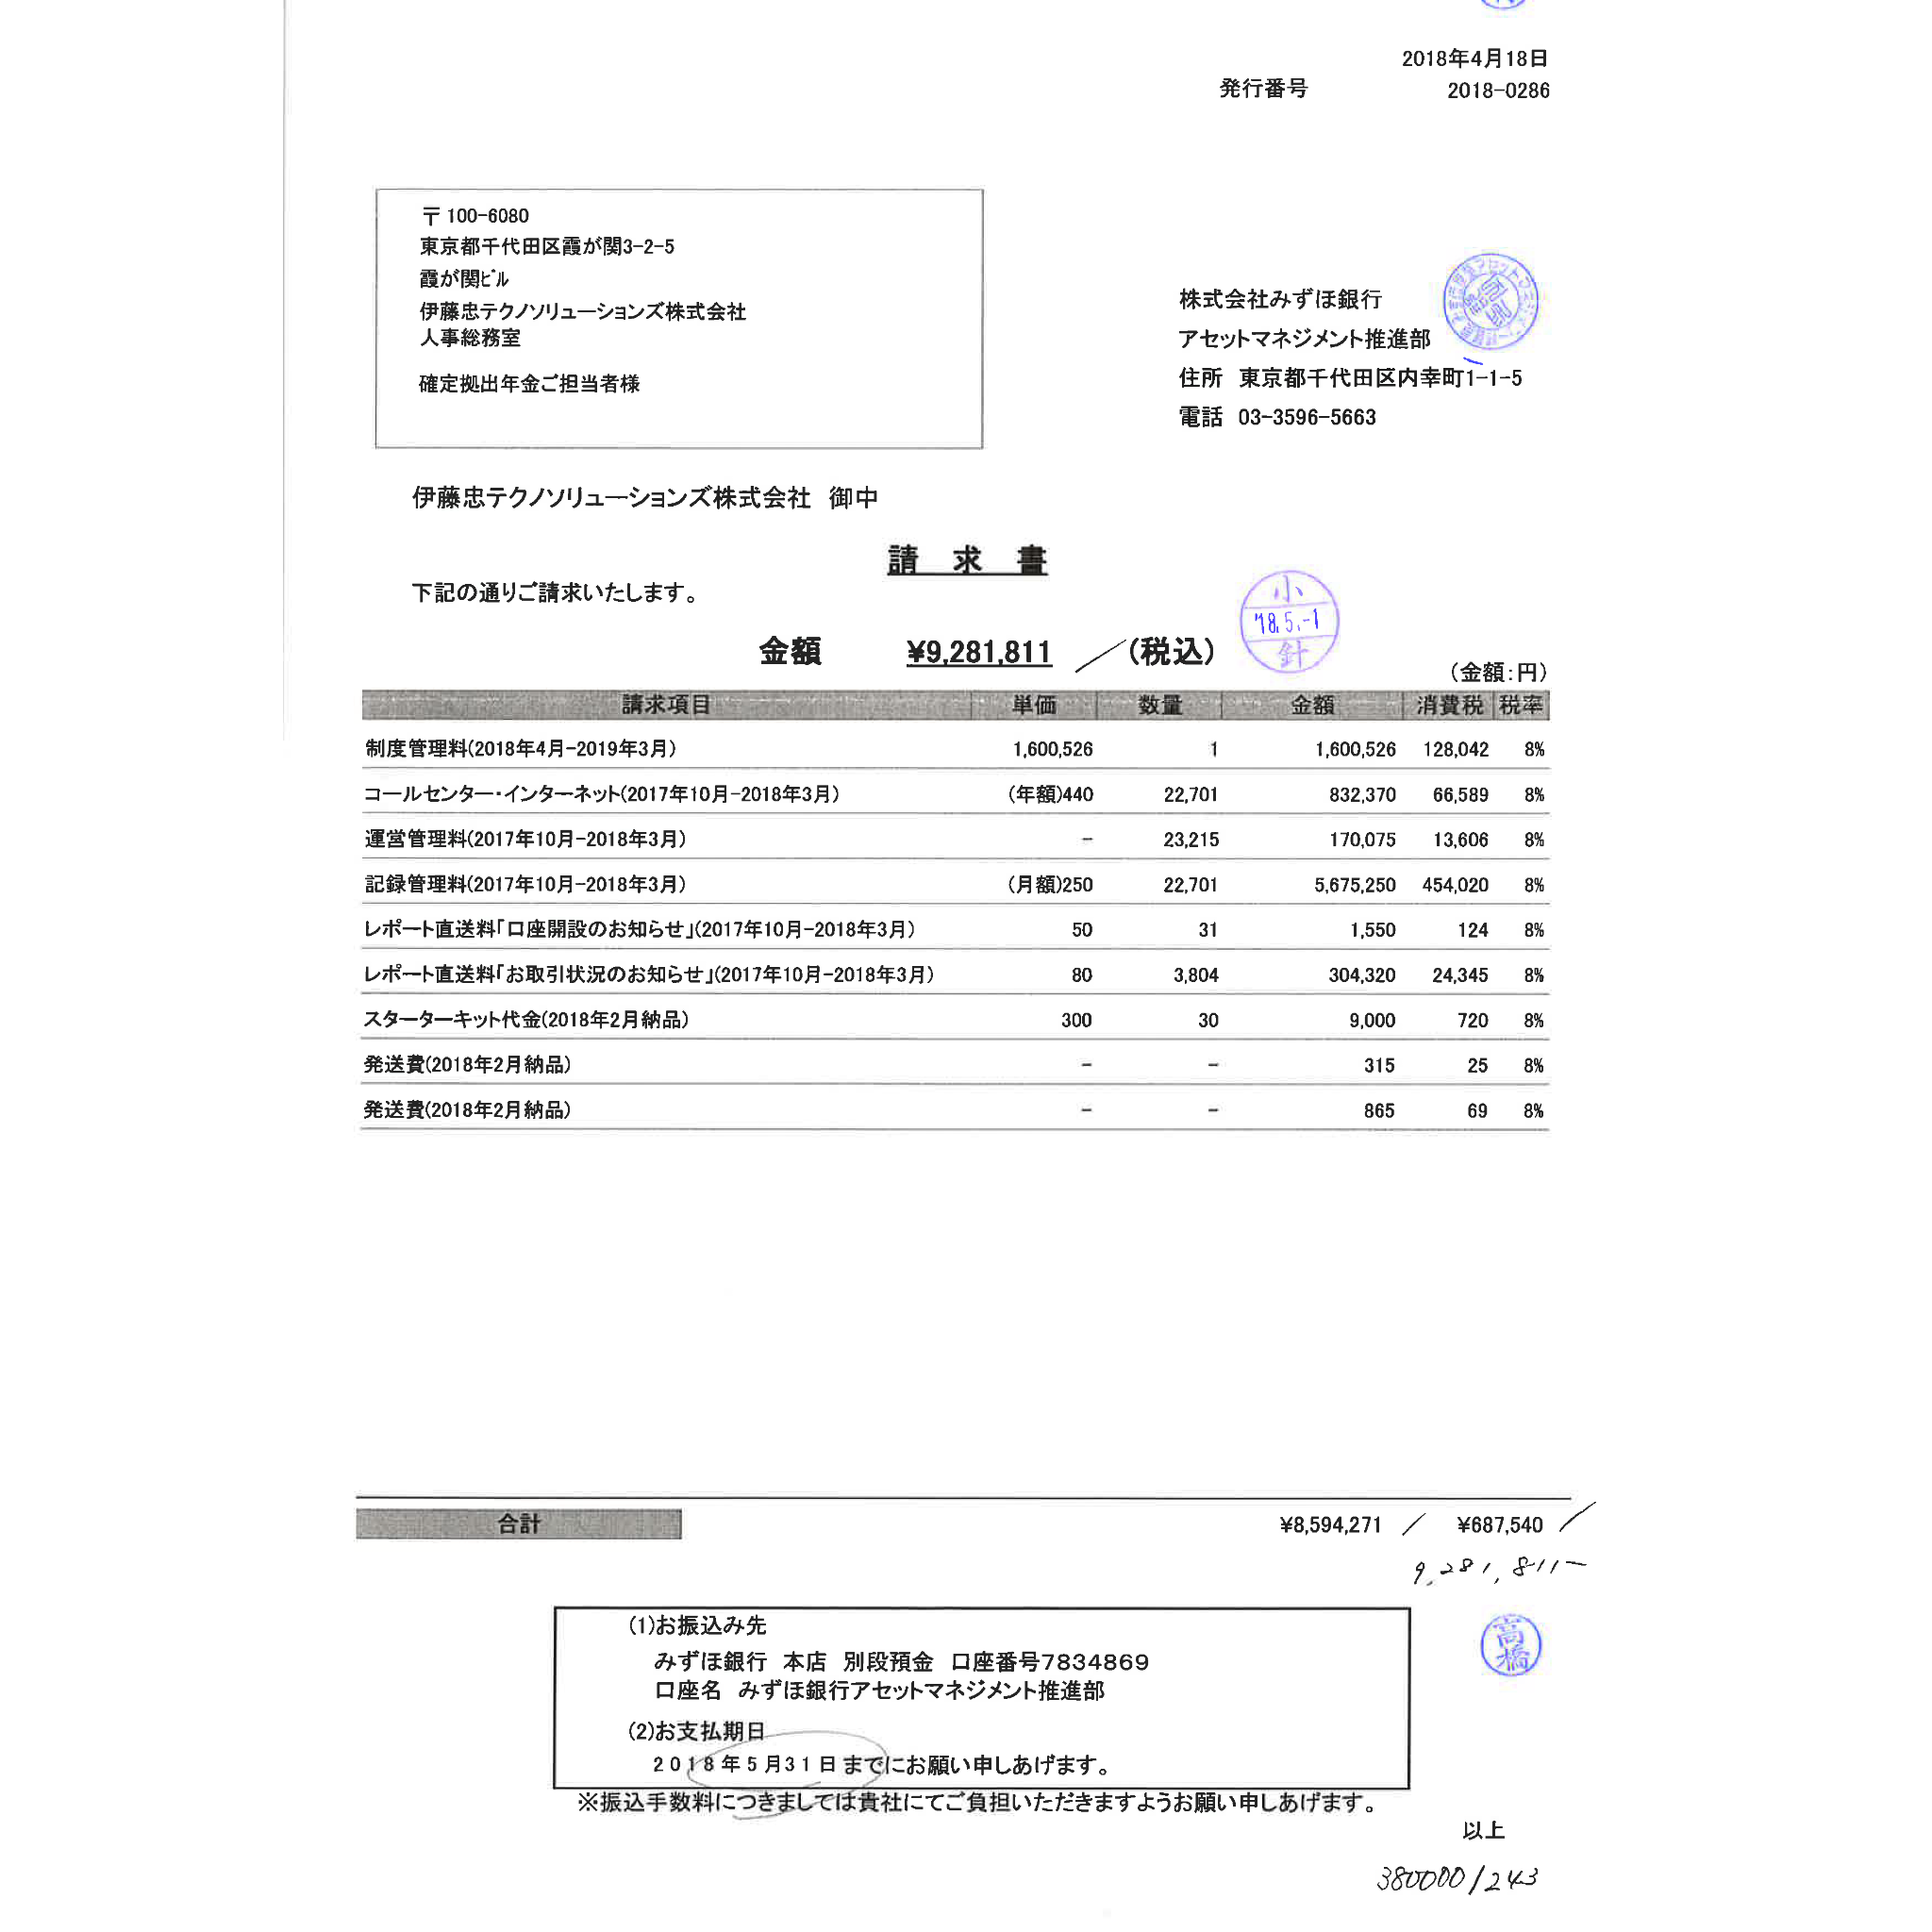 2018年4月18日
発行番号 2018-0286
〒100-6080
東京都千代田区霞が関3-2-5
霞が関ビル
伊藤忠テクノソリューションズ株式会社
人事総務室
確定拠出年金ご担当者様
株式会社みずほ銀行
アセットマネジメント推進部
住所 東京都千代田区内幸町1-1-5
電話 03-3596-5663
伊藤忠テクノソリューションズ株式会社 御中
請 求 書
下記の通りご請求いたします。
小
'18.5.-1
針
金額 ¥9,281,811 (税込)
(金額:円)
請求項目 単価 数量 金額 消費税 税率
制度管理料(2018年4月-2019年3月) 1,600,526 1 1,600,526 128,042 8%
コールセンター・インターネット(2017年10月-2018年3月) (年額)440 22,701 832,370 66,589 8%
運営管理料(2017年10月-2018年3月) - 23,215 170,075 13,606 8%
記録管理料(2017年10月-2018年3月) (月額)250 22,701 5,675,250 454,020 8%
レポート直送料「口座開設のお知らせ」(2017年10月-2018年3月) 50 31 1,550 124 8%
レポート直送料「お取引状況のお知らせ」(2017年10月-2018年3月) 80 3,804 304,320 24,345 8%
スターターキット代金(2018年2月納品) 300 30 9,000 720 8%
発送費(2018年2月納品) - - 315 25 8%
発送費(2018年2月納品) - - 865 69 8%
合計 ¥8,594,271 ¥687,540
9,281,811-
(1)お振込み先
みずほ銀行 本店 別段預金 口座番号7834869
口座名 みずほ銀行アセットマネジメント推進部
高橋
(2)お支払期日
2018年5月31日までにお願い申しあげます。
※振込手数料につきましては貴社にてご負担いただきますようお願い申しあげます。
以上
380000/243